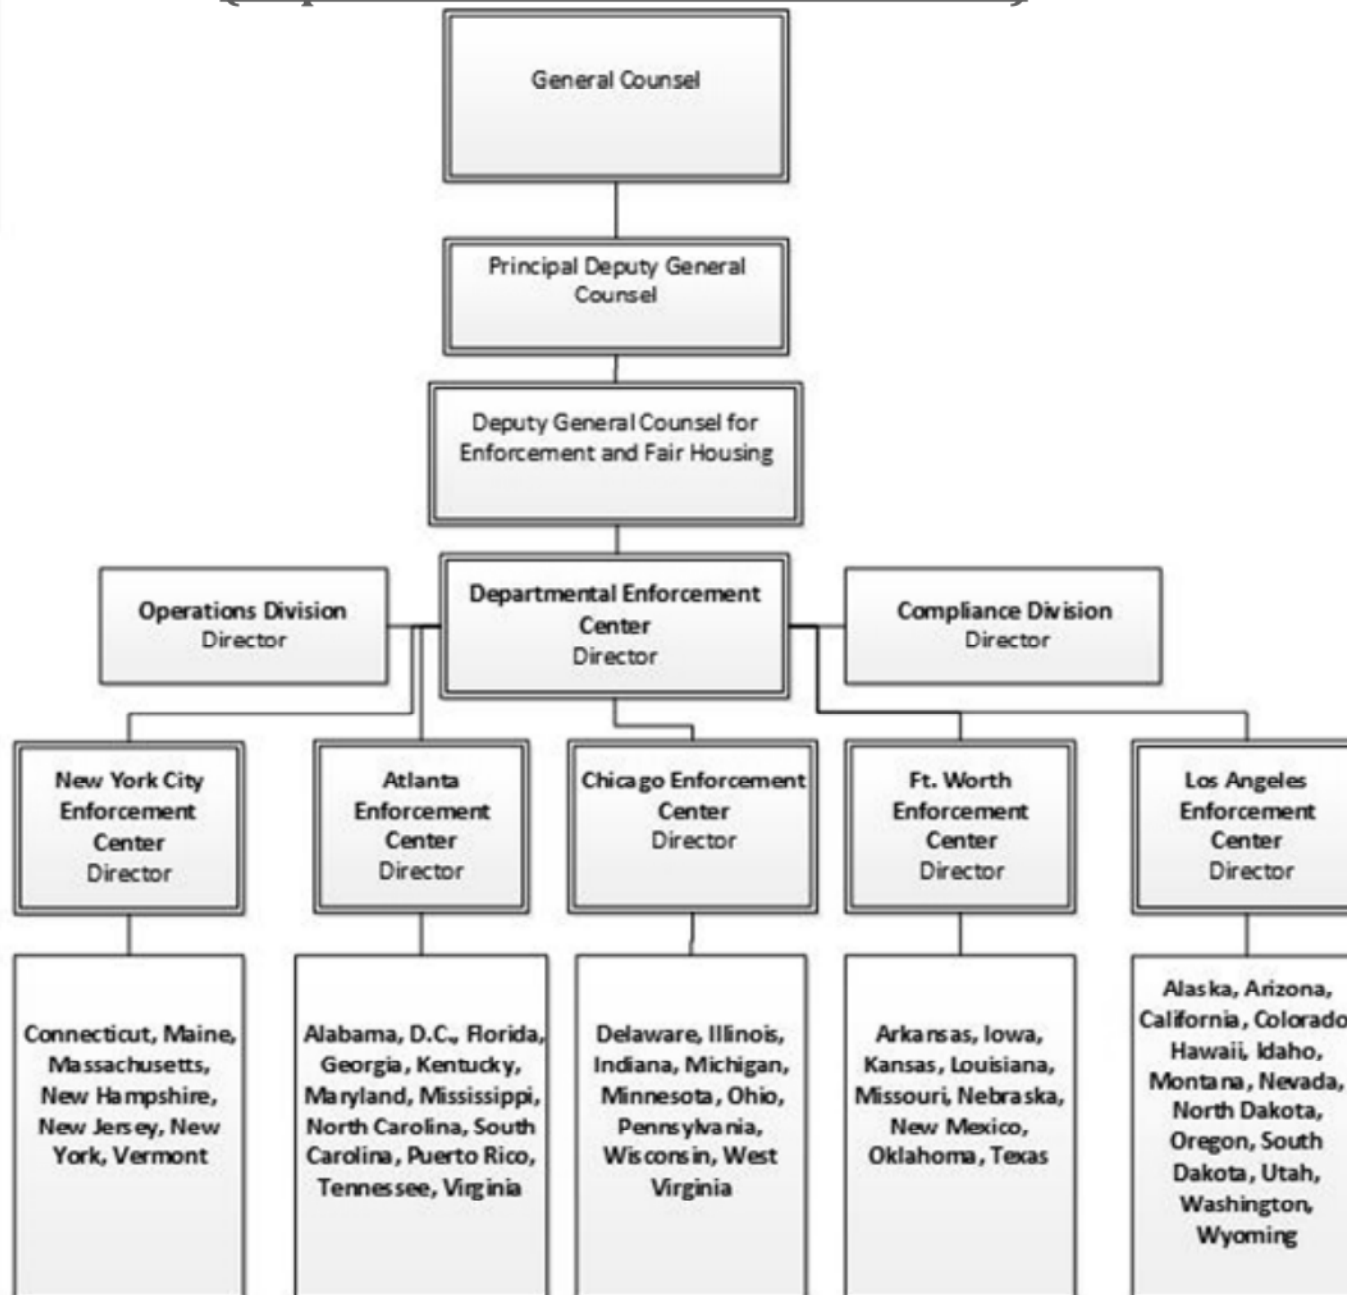 General Counsel
Principal Deputy General
Counsel
Deputy General Counsel for
Enforcement and Fair Housing
Operations Division
Director
Departmental Enforcement
Center
Director
Compliance Division
Director
New York City
Enforcement
Center
Director
Atlanta
Enforcement
Center
Director
Chicago Enforcement
Center
Director
Ft. Worth
Enforcement
Center
Director
Los Angeles
Enforcement
Center
Director
Connecticut, Maine,
Massachusetts,
New Hampshire,
New Jersey, New
York, Vermont
Alabama, D.C., Florida,
Georgia, Kentucky,
Maryland, Mississippi,
North Carolina, South
Carolina, Puerto Rico,
Tennessee, Virginia
Delaware, Illinois,
Indiana, Michigan,
Minnesota, Ohio,
Pennsylvania,
Wisconsin, West
Virginia
Arkansas, Iowa,
Kansas, Louisiana,
Missouri, Nebraska,
New Mexico,
Oklahoma, Texas
Alaska, Arizona,
California, Colorado
Hawaii, Idaho,
Montana, Nevada,
North Dakota,
Oregon, South
Dakota, Utah,
Washington,
Wyoming